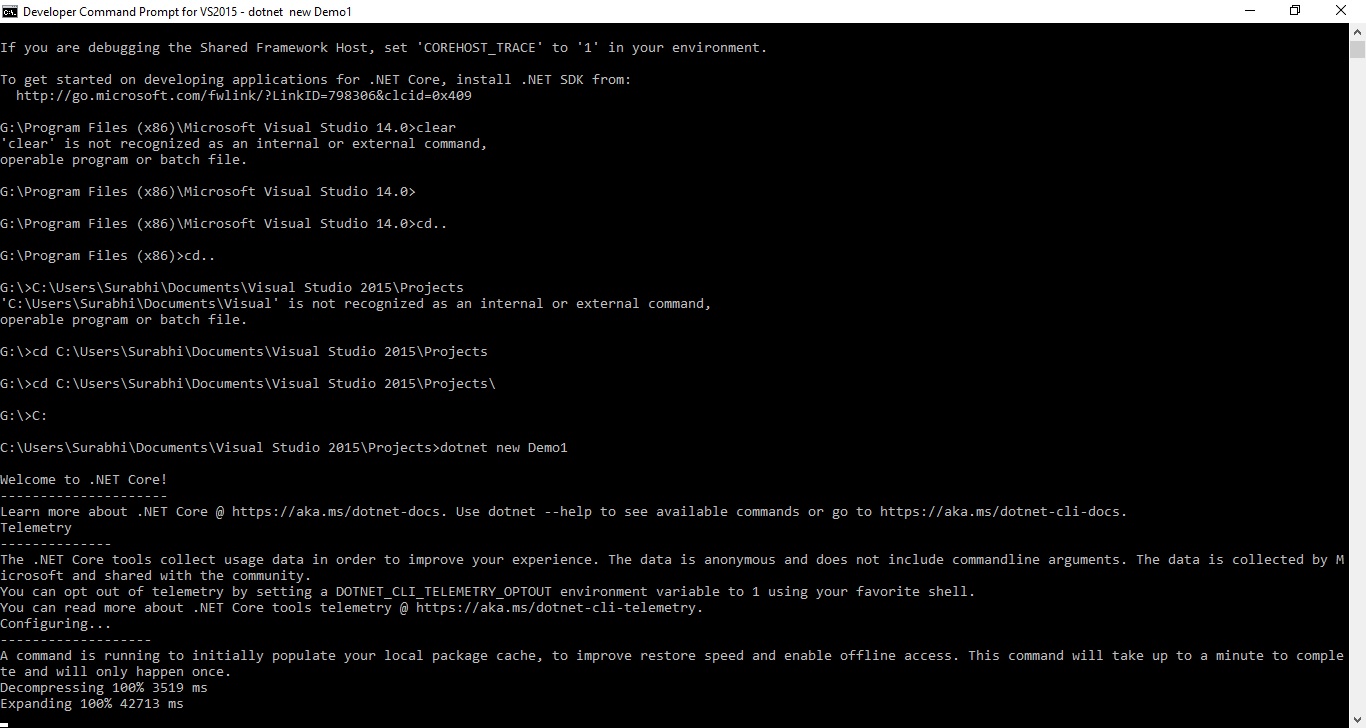 Developer Command Prompt for VS2015 - dotnet  new Demo1
If you are debugging the Shared Framework Host, set 'COREHOST_TRACE' to '1' in your environment.
To get started on developing applications for .NET Core, install .NET SDK from:
  http://go.microsoft.com/fwlink/?LinkID=798306&clcid=0x409
G:\Program Files (x86)\Microsoft Visual Studio 14.0>clear
'clear' is not recognized as an internal or external command,
operable program or batch file.
G:\Program Files (x86)\Microsoft Visual Studio 14.0>
G:\Program Files (x86)\Microsoft Visual Studio 14.0>cd..
G:\Program Files (x86)>cd..
G:\>C:\Users\Surabhi\Documents\Visual Studio 2015\Projects
'C:\Users\Surabhi\Documents\Visual' is not recognized as an internal or external command,
operable program or batch file.
G:\>cd C:\Users\Surabhi\Documents\Visual Studio 2015\Projects
G:\>cd C:\Users\Surabhi\Documents\Visual Studio 2015\Projects\
G:\>C:
C:\Users\Surabhi\Documents\Visual Studio 2015\Projects>dotnet new Demo1
Welcome to .NET Core!
---------------------
Learn more about .NET Core @ https://aka.ms/dotnet-docs. Use dotnet --help to see available commands or go to https://aka.ms/dotnet-cli-docs.
Telemetry
--------------
The .NET Core tools collect usage data in order to improve your experience. The data is anonymous and does not include commandline arguments. The data is collected by M
icrosoft and shared with the community.
You can opt out of telemetry by setting a DOTNET_CLI_TELEMETRY_OPTOUT environment variable to 1 using your favorite shell.
You can read more about .NET Core tools telemetry @ https://aka.ms/dotnet-cli-telemetry.
Configuring...
-------------------
A command is running to initially populate your local package cache, to improve restore speed and enable offline access. This command will take up to a minute to comple
te and will only happen once.
Decompressing 100% 3519 ms
Expanding 100% 42713 ms